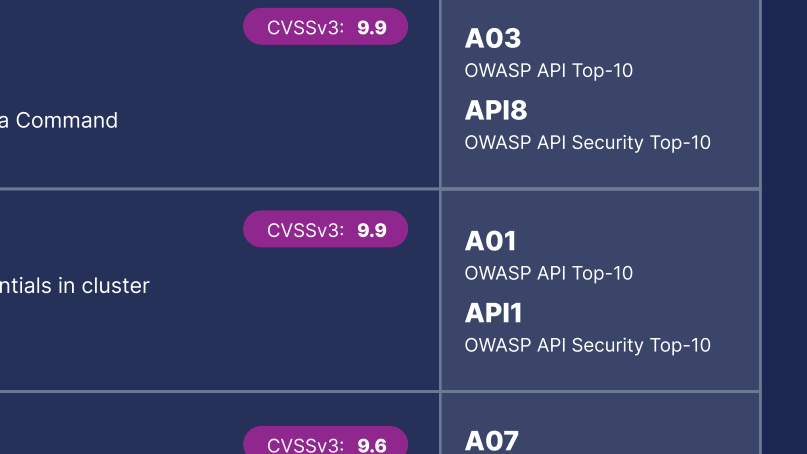 CVSSv3: 9.9
a Command
A03
OWASP API Top-10
API8
OWASP API Security Top-10
CVSSv3: 9.9
ntials in cluster
A01
OWASP API Top-10
API1
OWASP API Security Top-10
CVSSv3: 9.6
A07